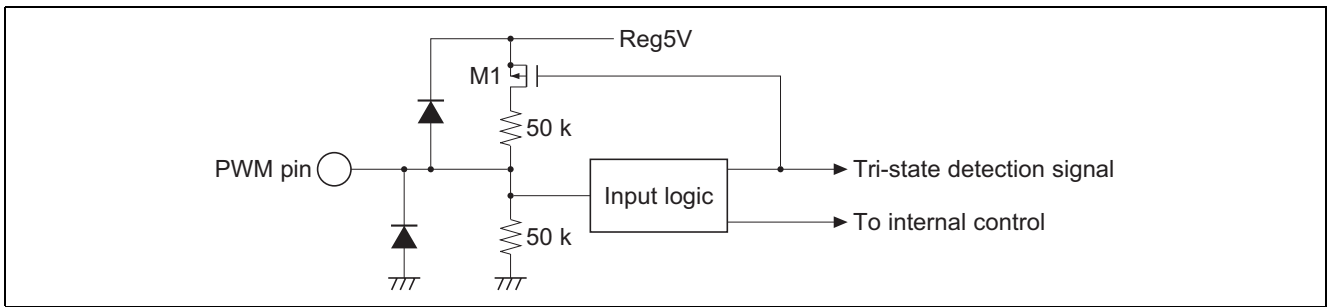 Reg5V
M1
50 k
PWM pin
Input logic
Tri-state detection signal
To internal control
50 k